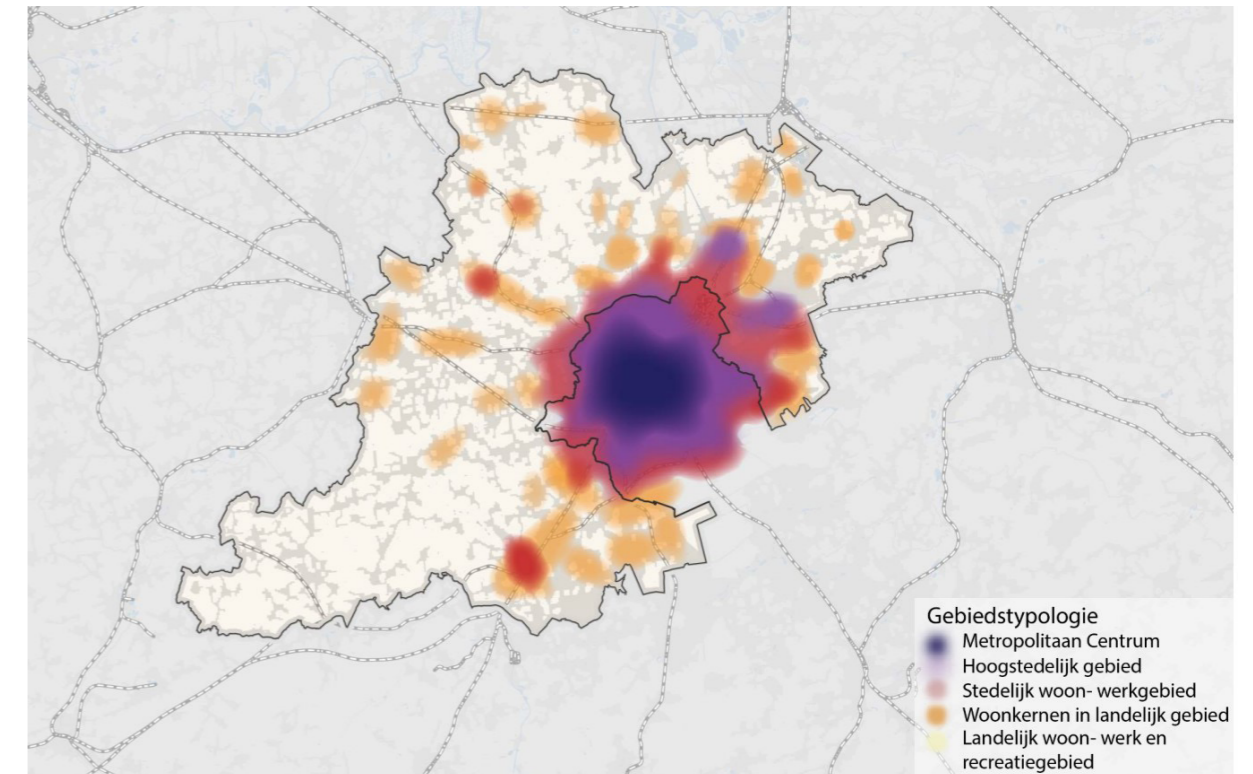 Gebiedstypologie
Metropolitaan Centrum
Hoogstedelijk gebied
Stedelijk woon- werkgebied
Woonkernen in landelijk gebied
Landelijk woon- werk en
recreatiegebied